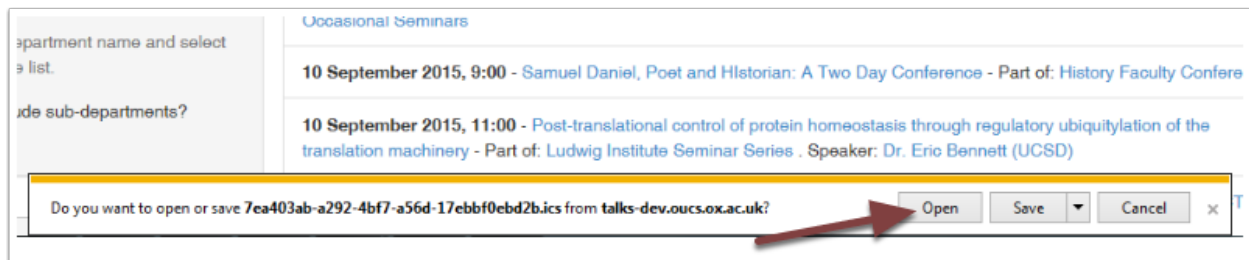 Occasional Seminars
epartment name and select
list.
10 September 2015, 9:00 - Samuel Daniel, Poet and HIstorian: A Two Day Conference - Part of: History Faculty Confere
ude sub-departments?
10 September 2015, 11:00 - Post-translational control of protein homeostasis through regulatory ubiquitylation of the
translation machinery - Part of: Ludwig Institute Seminar Series . Speaker: Dr. Eric Bennett (UCSD)
Do you want to open or save 7ea403ab-a292-4bf7-a56d-17ebbf0ebd2b.ics from talks-dev.oucs.ox.ac.uk? Open Save Cancel